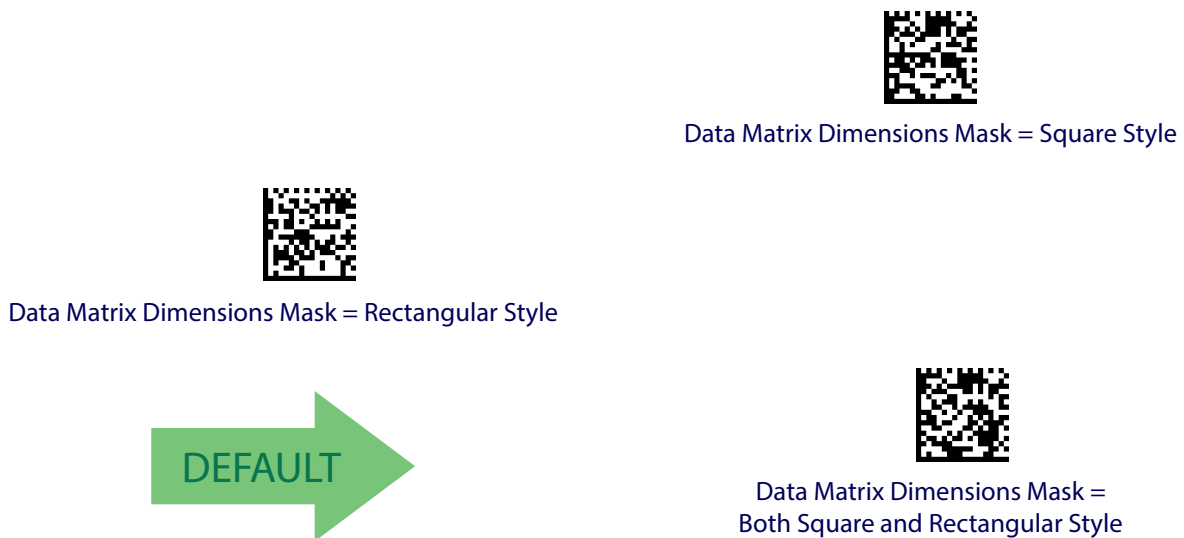 Data Matrix Dimensions Mask = Square Style
Data Matrix Dimensions Mask = Rectangular Style
DEFAULT
Data Matrix Dimensions Mask =
Both Square and Rectangular Style